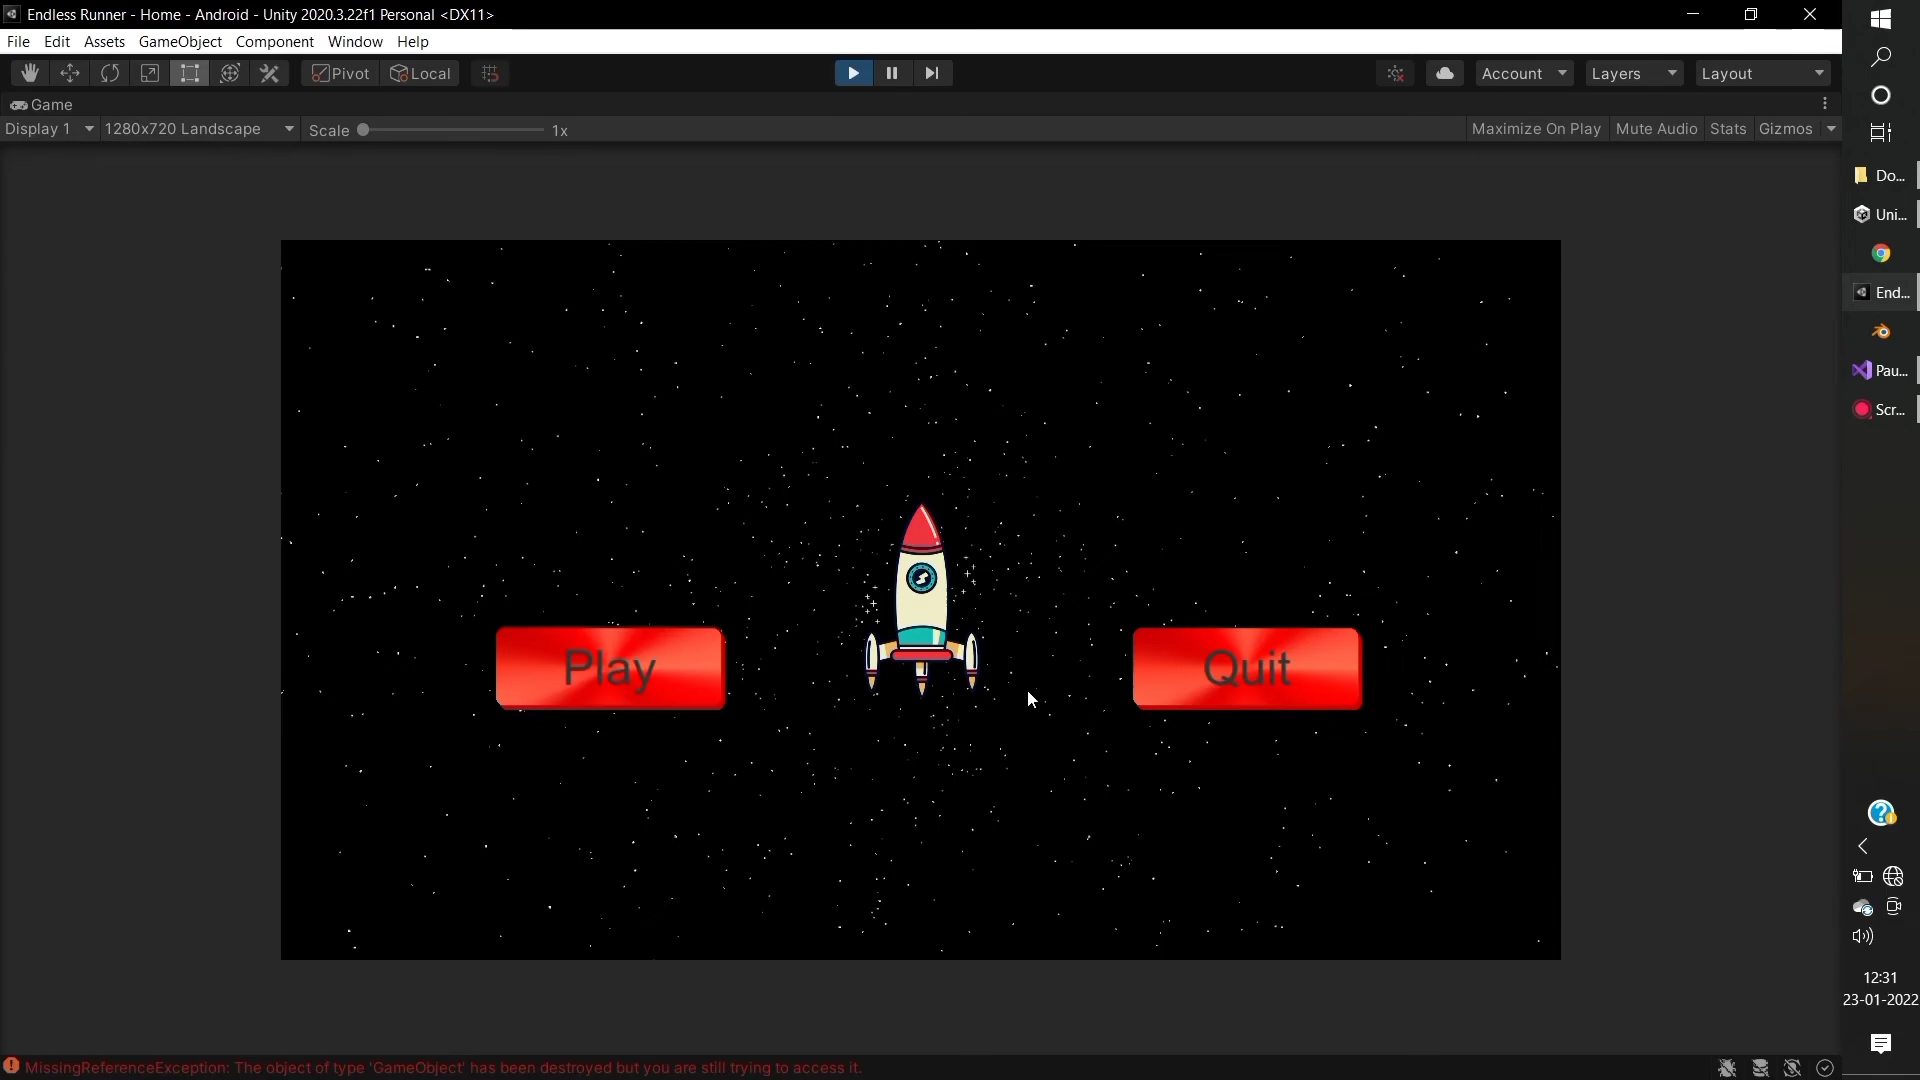 Endless Runner - Home - Android - Unity 2020.3.22f1 Personal <DX11>
File Edit Assets GameObject Component Window Help
Pivot Local Account Layers Layout
Game
Display 1 1280x720 Landscape Scale 1x Maximize On Play Mute Audio Stats Gizmos
Do...
Uni...
End...
Pau...
Scr...
Play
Quit
12:31
23-01-2022
MissingReferenceException: The object of type 'GameObject' has been destroyed but you are still trying to access it.